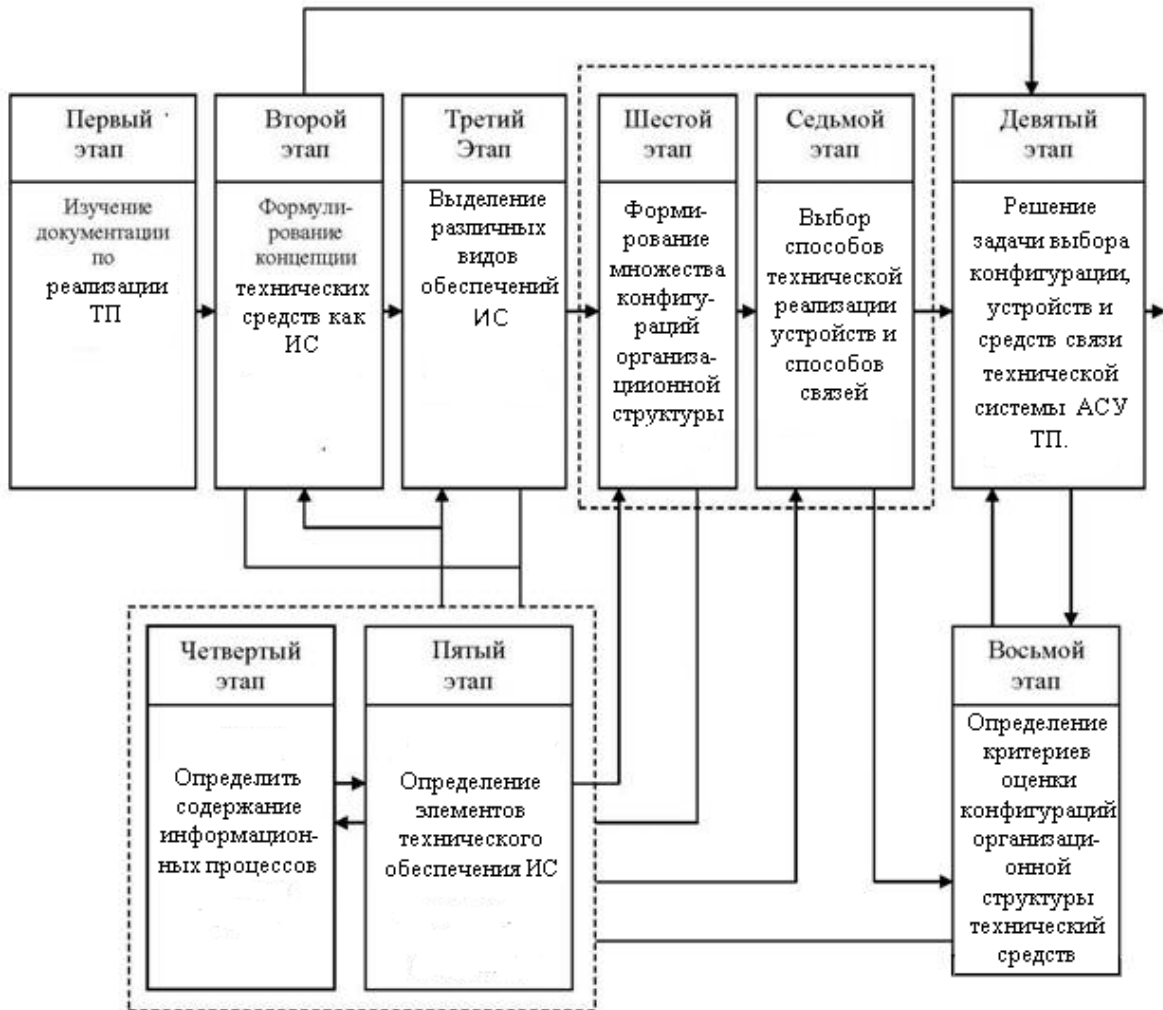 Первый
этап
Изучение
документации
по
реализации
ТП
Второй
этап
Формули-
рование
концепции
технических
средств как
ИС
Третий
Этап
Выделение
различных
видов
обеспечений
ИС
Шестой
этап
Форми-
рование
множества
конфигу-
раций
организа-
циионной
структуры
Седьмой
этап
Выбор
способов
технической
реализации
устройств и
способов
связей
Девятый
этап
Решение
задачи выбора
конфигурации,
устройств и
средств связи
технической
системы АСУ
ТП.
Четвертый
этап
Определить
содержание
информацион-
ных процессов
Пятый
этап
Определение
элементов
технического
обеспечения ИС
Восьмой
этап
Определение
критериев
оценки
конфигураций
организаци-
онной
структуры
технический
средств